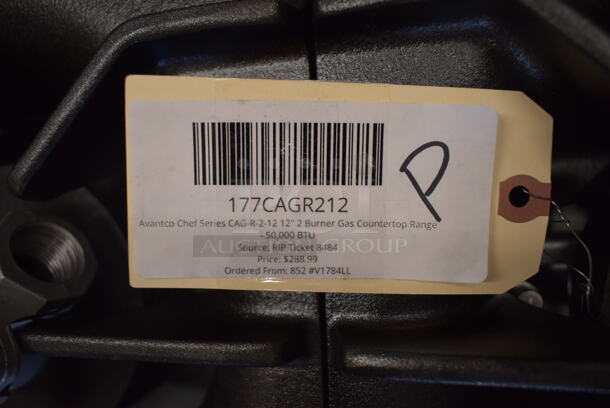 177CAGR212
P
Avantco Chef Series CAG-R-2-12 12" 2 Burner Gas Countertop Range
- 50,000 BTU
Source: RIP Ticket 8484
Price: $288.99
Ordered From: 852 #V1784LL
GROUP